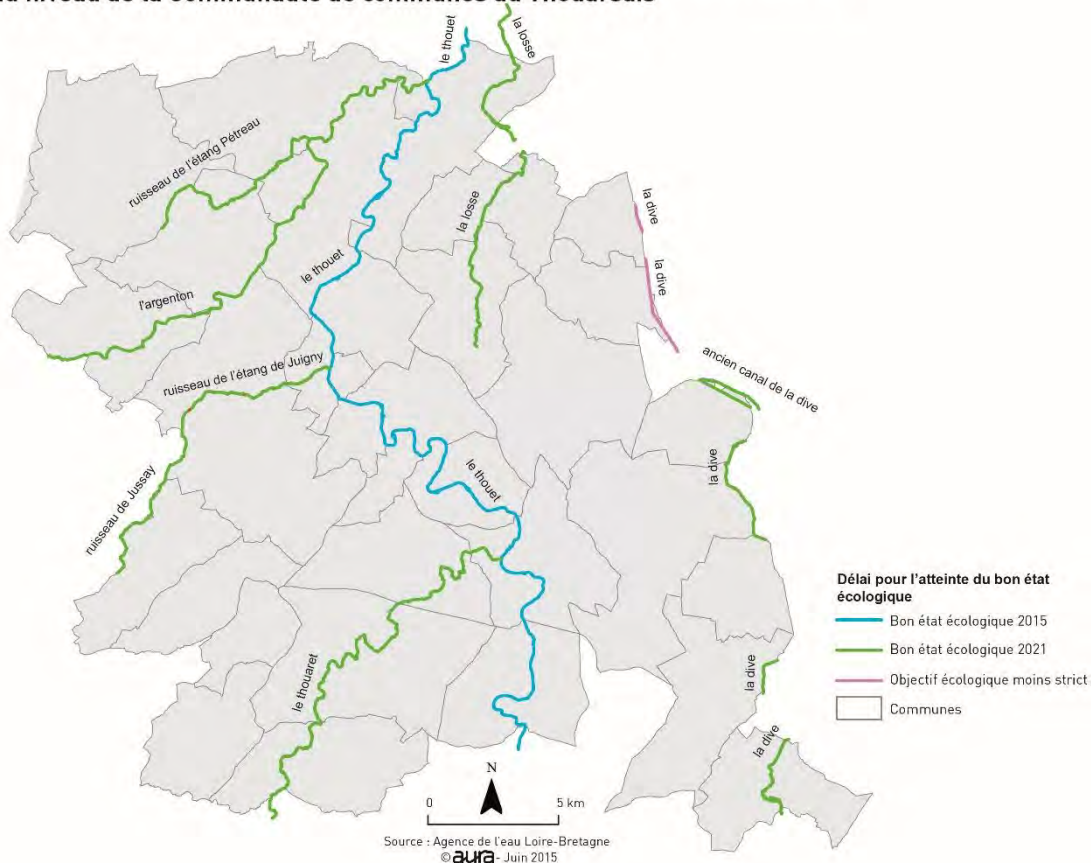 au niveau de la Communauté de communes du Thouarsais
le thouet
la losse
ruisseau de l'étang Pétreau
la losse
la dive
le thouet
la dive
l'argenton
ruisseau de l'étang de Juigny
ancien canal de la dive
la dive
le thouet
ruisseau de Jussay
Délai pour l'atteinte du bon état
écologique
Bon état écologique 2015
Bon état écologique 2021
Objectif écologique moins strict
Communes
le thouaret
la dive
la dive
N
0 5 km
Source : Agence de l'eau Loire-Bretagne
© aura - Juin 2015